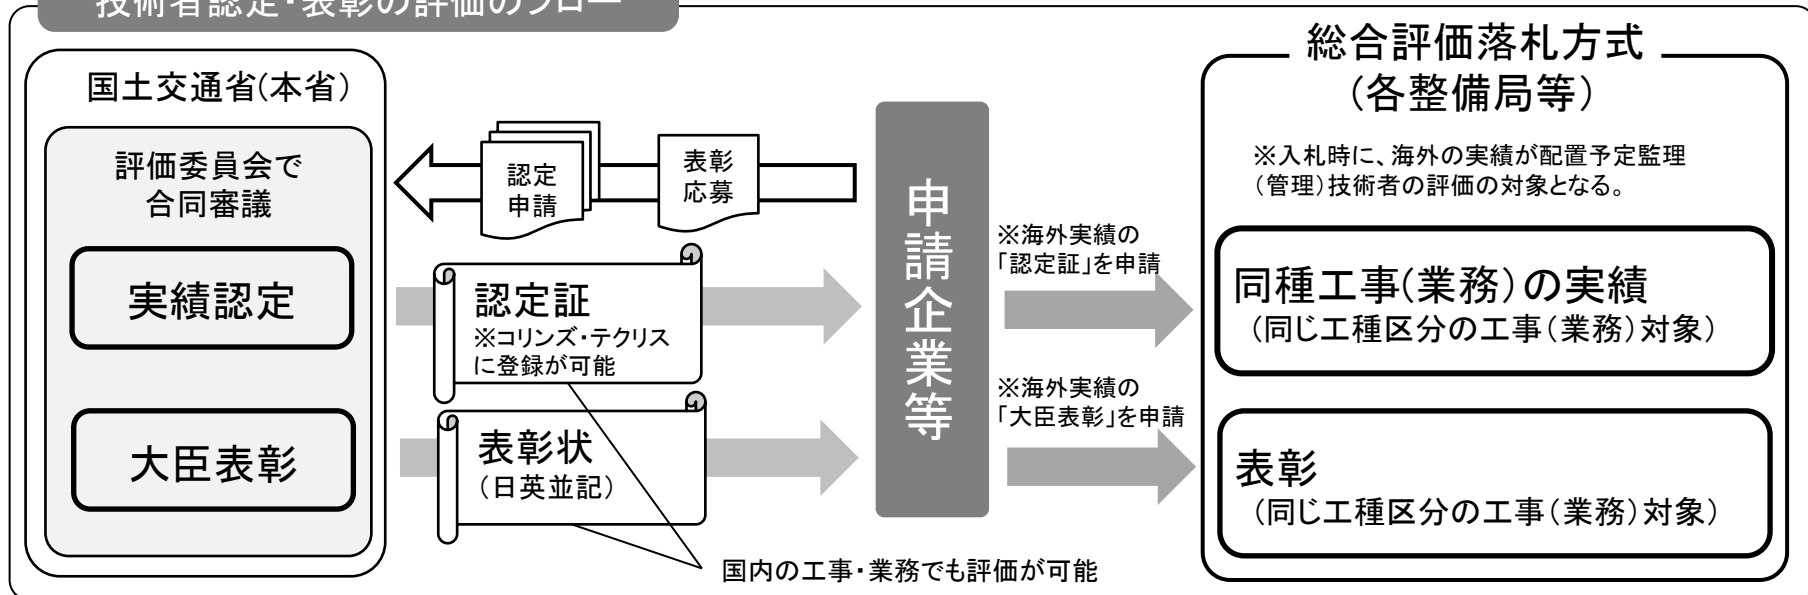 技術者認定・表彰の評価のフロー
国土交通省(本省)
評価委員会で
合同審議
実績認定
大臣表彰
認定
申請
表彰
応募
認定証
※コリンズ・テクリス
に登録が可能
表彰状
(日英並記)
国内の工事・業務でも評価が可能
申請企業等
※海外実績の
「認定証」を申請
※海外実績の
「大臣表彰」を申請
総合評価落札方式
(各整備局等)
※入札時に、海外の実績が配置予定監理
(管理)技術者の評価の対象となる。
同種工事(業務)の実績
(同じ工種区分の工事(業務)対象)
表彰
(同じ工種区分の工事(業務)対象)